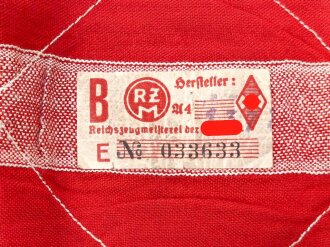 B RZM Hersteller:
A4
Reichszeugmeisterei der
E № 033633